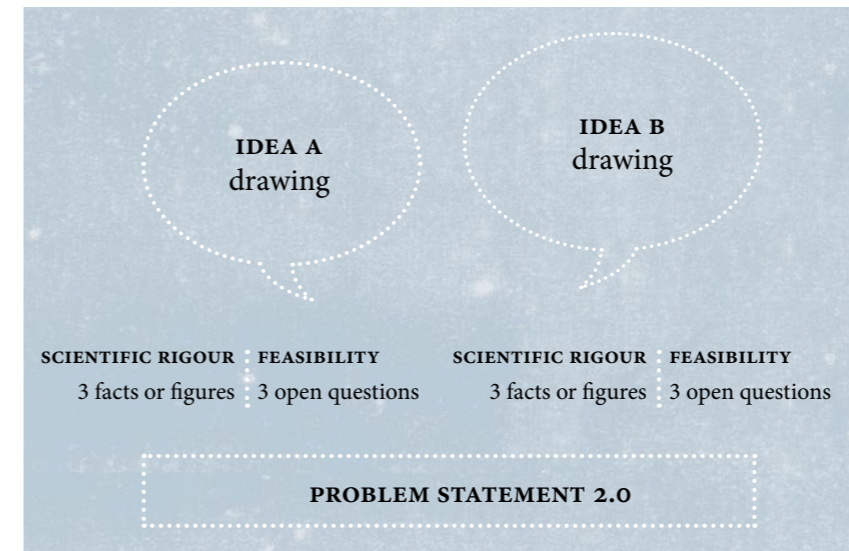 IDEA A
drawing
IDEA B
drawing
SCIENTIFIC RIGOUR
3 facts or figures
FEASIBILITY
3 open questions
SCIENTIFIC RIGOUR
3 facts or figures
FEASIBILITY
3 open questions
PROBLEM STATEMENT 2.0